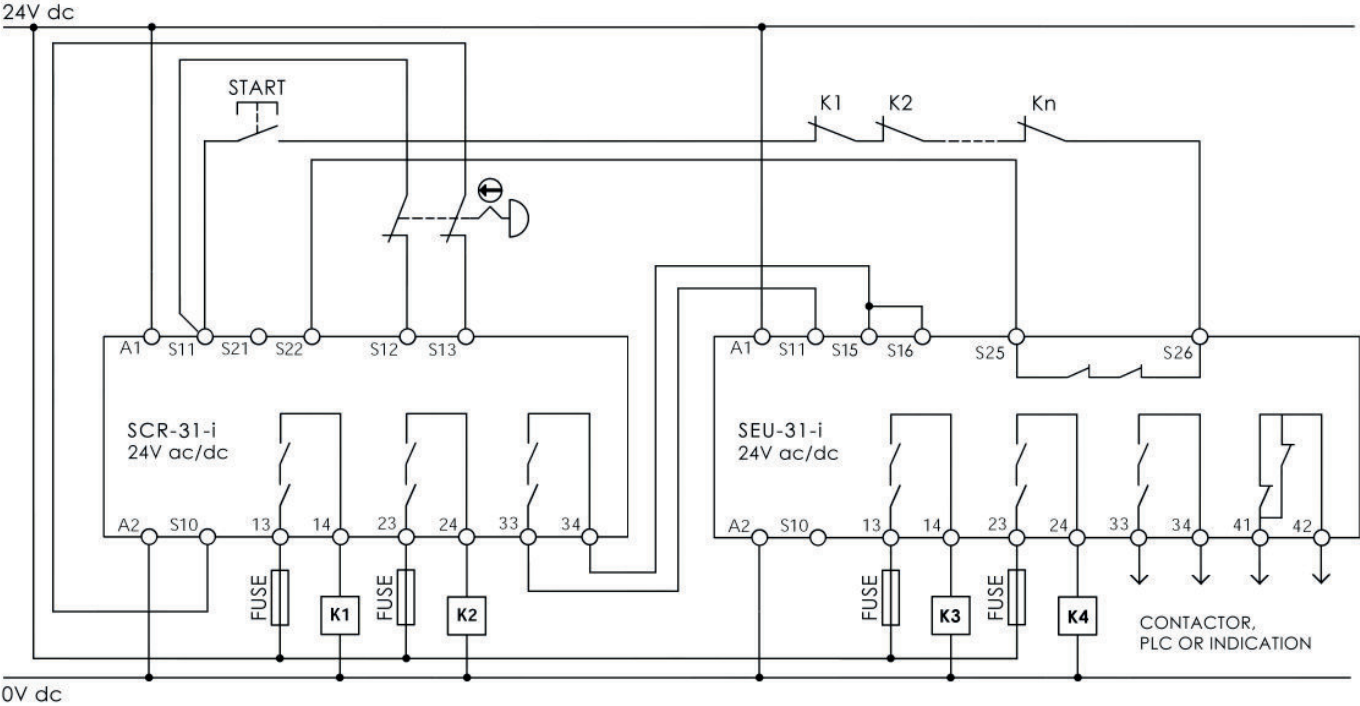 24V dc
START
K1 K2 Kn
A1 S11 S21 S22 S12 S13
A1 S11 S15 S16 S25 S26
SCR-31-i
24V ac/dc
SEU-31-i
24V ac/dc
A2 S10 13 14 23 24 33 34
A2 S10 13 14 23 24 33 34 41 42
FUSE K1 FUSE K2
FUSE K3 FUSE K4
CONTACTOR,
PLC OR INDICATION
0V dc